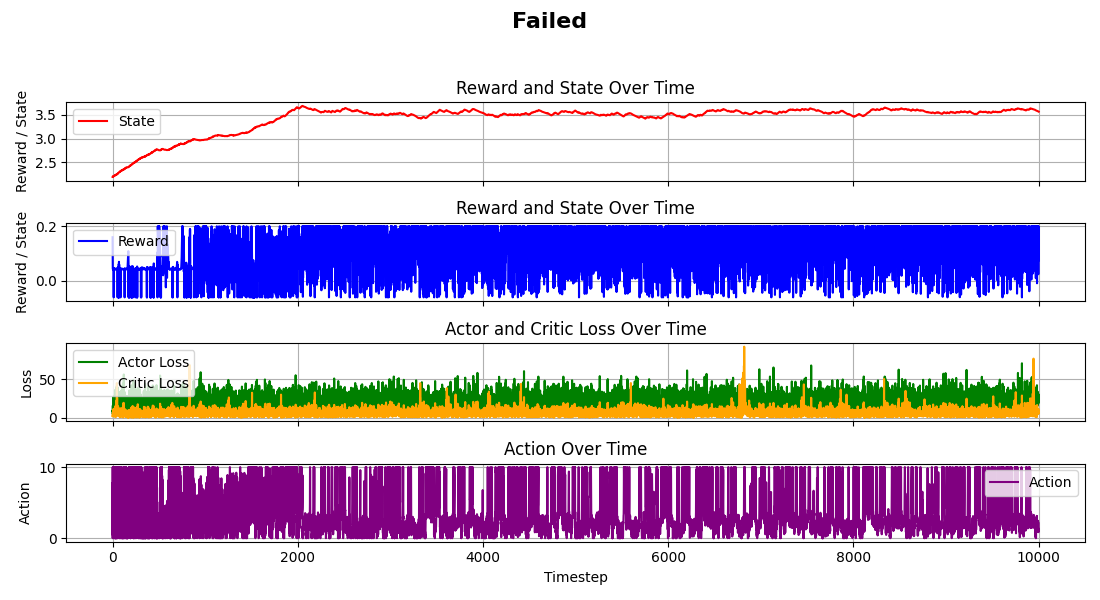 Failed
Reward and State Over Time
Reward / State
3.5
3.0
2.5
State
Reward and State Over Time
Reward / State
0.2
0.0
Reward
Actor and Critic Loss Over Time
Loss
50
0
Actor Loss
Critic Loss
Action Over Time
Action
10
0
Action
0 2000 4000 6000 8000 10000
Timestep